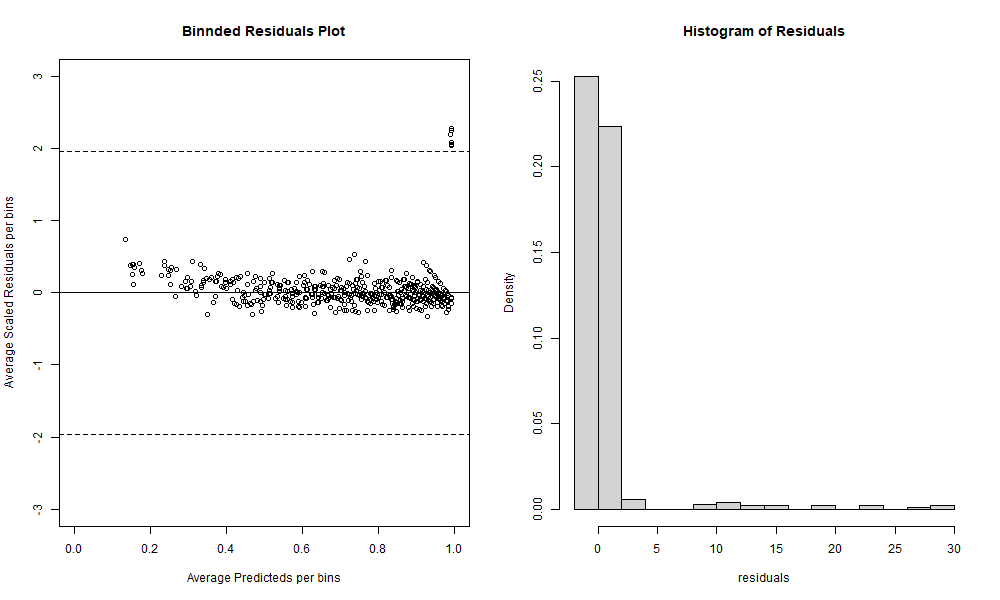 Binnded Residuals Plot
Average Scaled Residuals per bins
3
2
1
0
-1
-2
-3
0.0 0.2 0.4 0.6 0.8 1.0
Average Predicteds per bins
Histogram of Residuals
Density
0.25
0.20
0.15
0.10
0.05
0.00
0 5 10 15 20 25 30
residuals